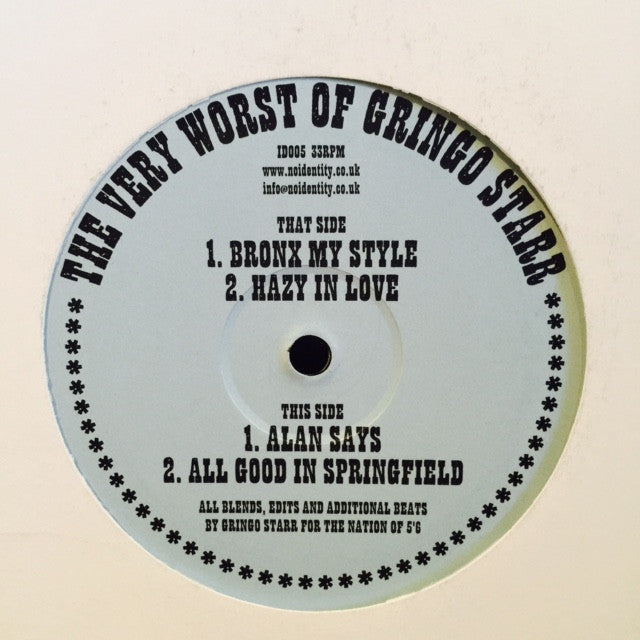 THE VERY WORST OF GRINGO STARR
ID005 33RPM
www.noidentity.co.uk
info@noidentity.co.uk
THAT SIDE
1. BRONX MY STYLE
2. HAZY IN LOVE
THIS SIDE
1. ALAN SAYS
2. ALL GOOD IN SPRINGFIELD
ALL BLENDS, EDITS AND ADDITIONAL BEATS
BY GRINGO STARR FOR THE NATION OF 5'6